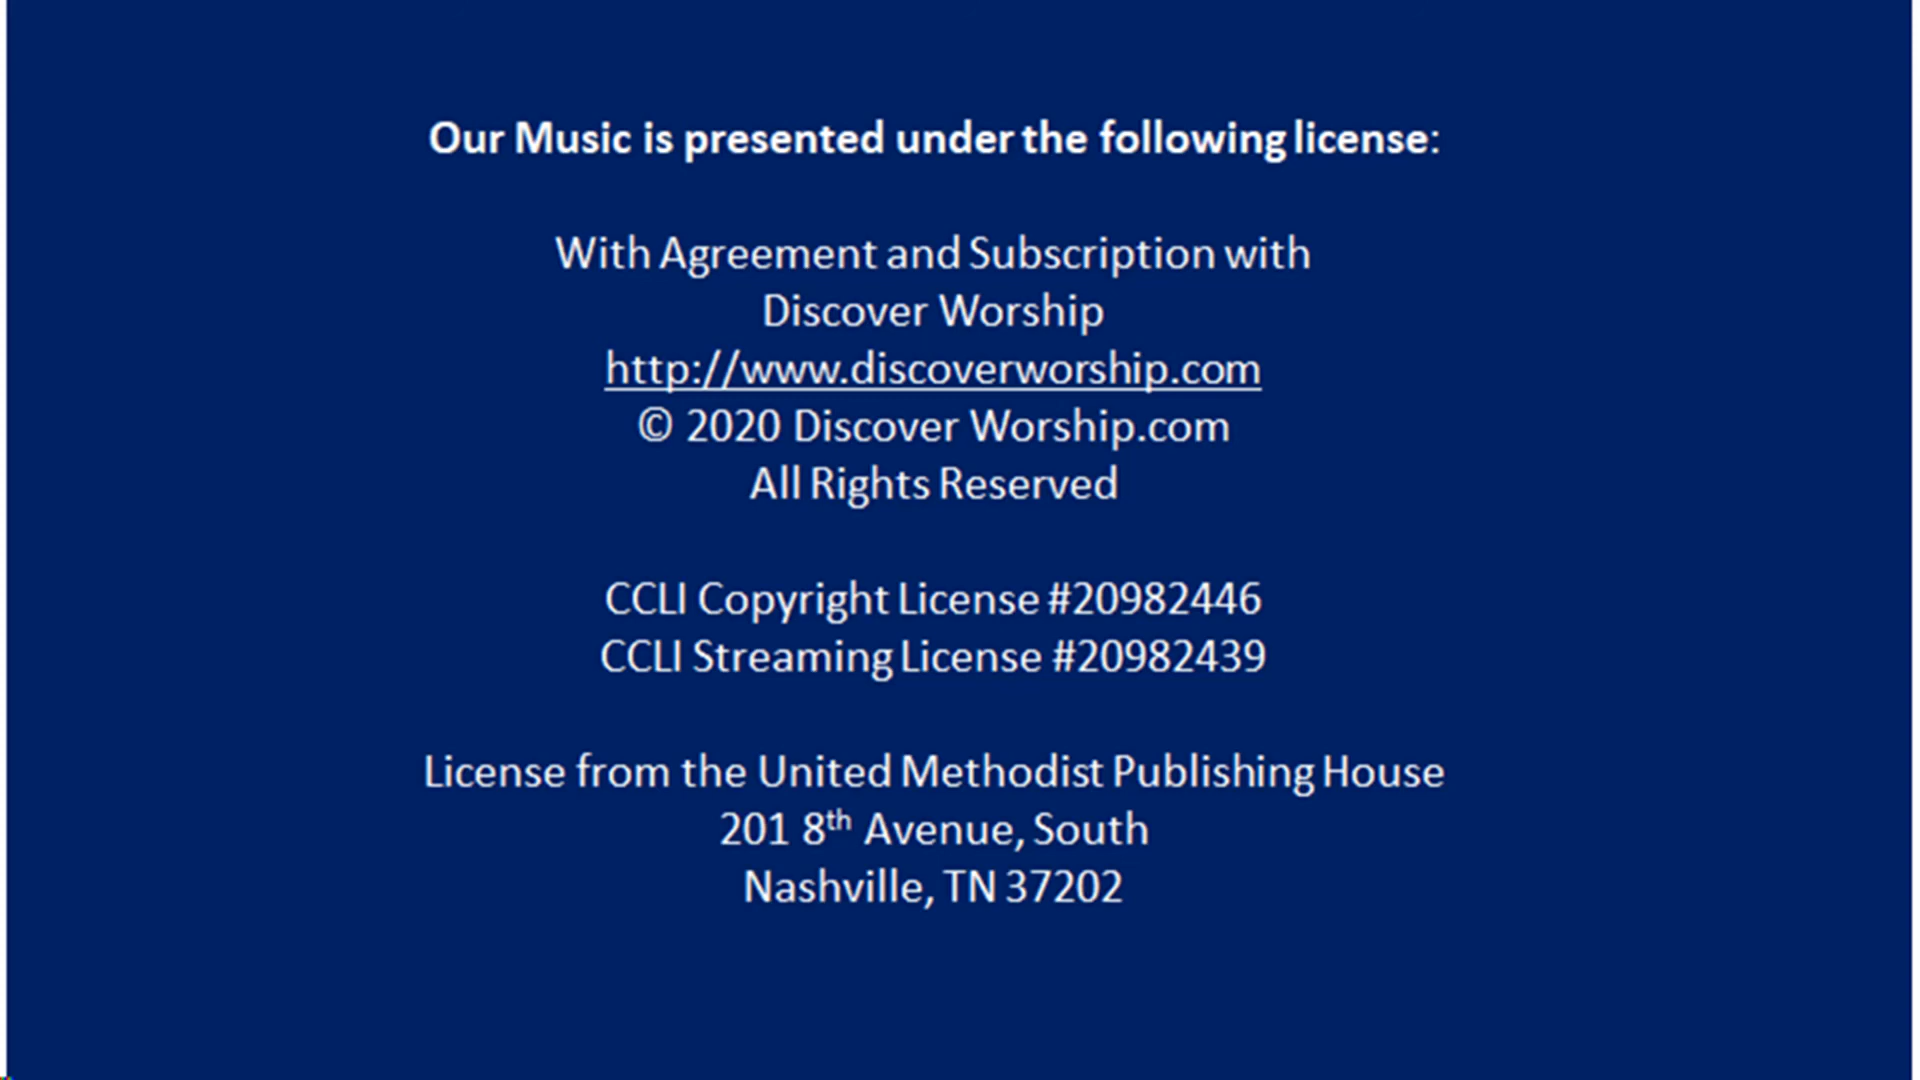 Our Music is presented under the following license:
With Agreement and Subscription with
Discover Worship
http://www.discoverworship.com
© 2020 Discover Worship.com
All Rights Reserved
CCLI Copyright License #20982446
CCLI Streaming License #20982439
License from the United Methodist Publishing House
201 8th Avenue, South
Nashville, TN 37202